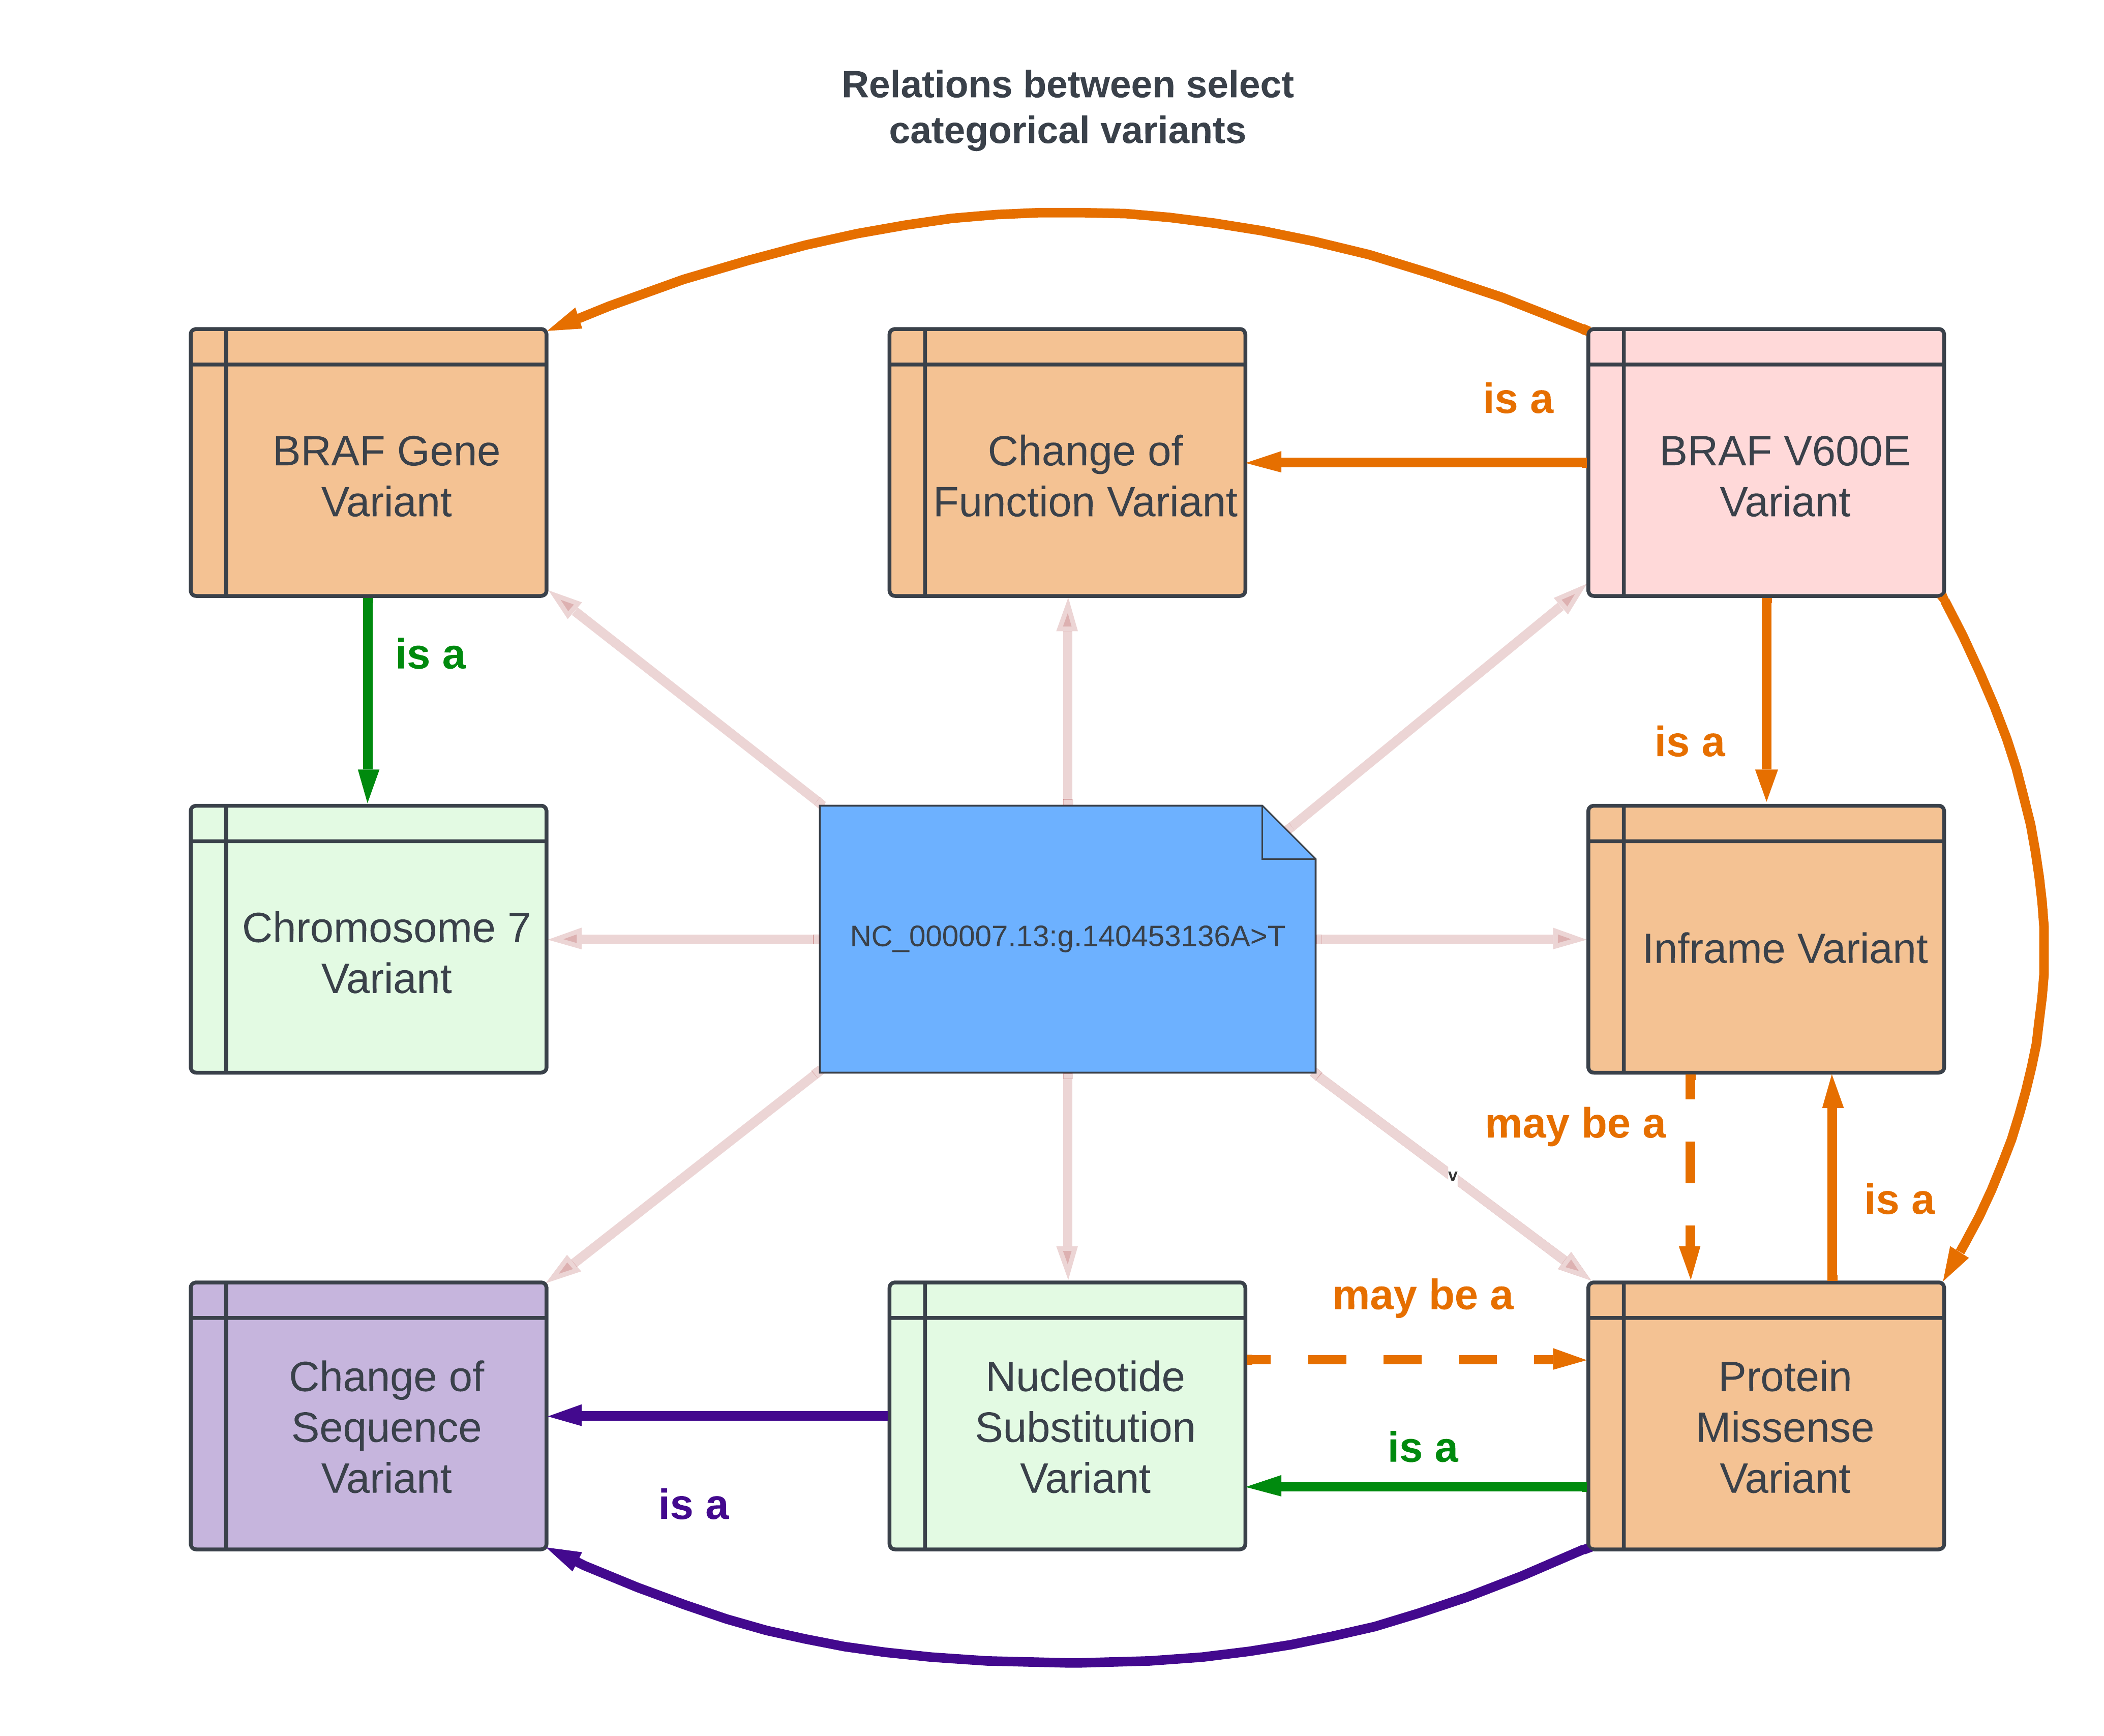 Relations between select
categorical variants
BRAF Gene
Variant
Change of
Function Variant
is a
BRAF V600E
Variant
is a
is a
Chromosome 7
Variant
NC_000007.13:g.140453136A>T
Inframe Variant
may be a
v
is a
Change of
Sequence
Variant
is a
Nucleotide
Substitution
Variant
may be a
is a
Protein
Missense
Variant